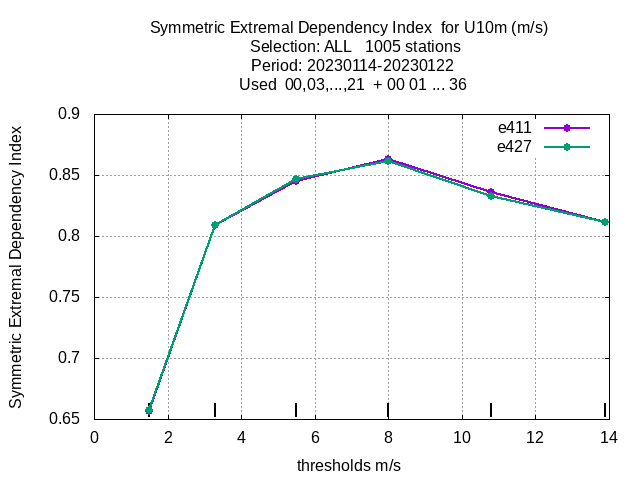 Symmetric Extremal Dependency Index  for U10m (m/s)
Selection: ALL   1005 stations
Period: 20230114-20230122
Used  00,03,...,21  + 00 01 ... 36
Symmetric Extremal Dependency Index
0.9
0.85
0.8
0.75
0.7
0.65
e411
e427
0 2 4 6 8 10 12 14
thresholds m/s